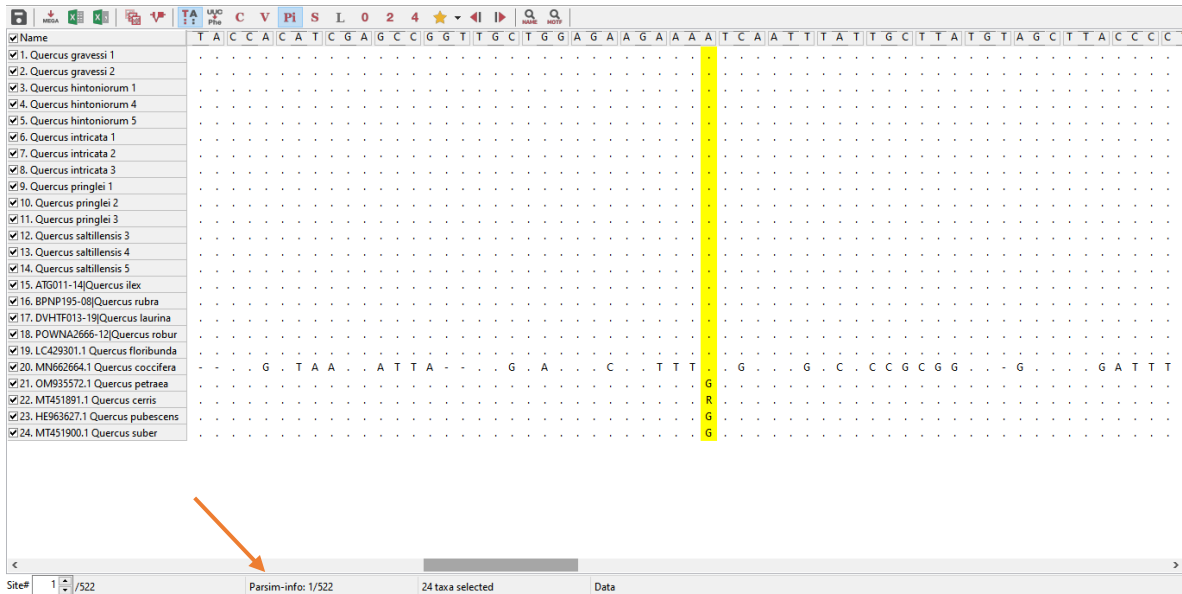 MEGA TA UUC Phe C V Pi S L 0 2 4 NAME MOTIF
Name T A C C A C A T C G A G C C G G T T G C T G G A G A A G A A A A T C A A T T T A T T G C T T A T G T A G C T T A C C C C
1. Quercus gravessi 1
2. Quercus gravessi 2
3. Quercus hintoniorum 1
4. Quercus hintoniorum 4
5. Quercus hintoniorum 5
6. Quercus intricata 1
7. Quercus intricata 2
8. Quercus intricata 3
9. Quercus pringlei 1
10. Quercus pringlei 2
11. Quercus pringlei 3
12. Quercus saltillensis 3
13. Quercus saltillensis 4
14. Quercus saltillensis 5
15. ATG011-14|Quercus ilex
16. BPNP195-08|Quercus rubra
17. DVHTF013-19|Quercus laurina
18. POWNA2666-12|Quercus robur
19. LC429301.1 Quercus floribunda
20. MN662664.1 Quercus coccifera - - . . G . T A A . . A T T A - - . . G . A . . . C . . T T T . . G . . . G . . C C C G C G G . . - G . . . . G A T T T
21. OM935572.1 Quercus petraea G
22. MT451891.1 Quercus cerris R
23. HE963627.1 Quercus pubescens G
24. MT451900.1 Quercus suber G
Site# 1 /522 Parsim-info: 1/522 24 taxa selected Data